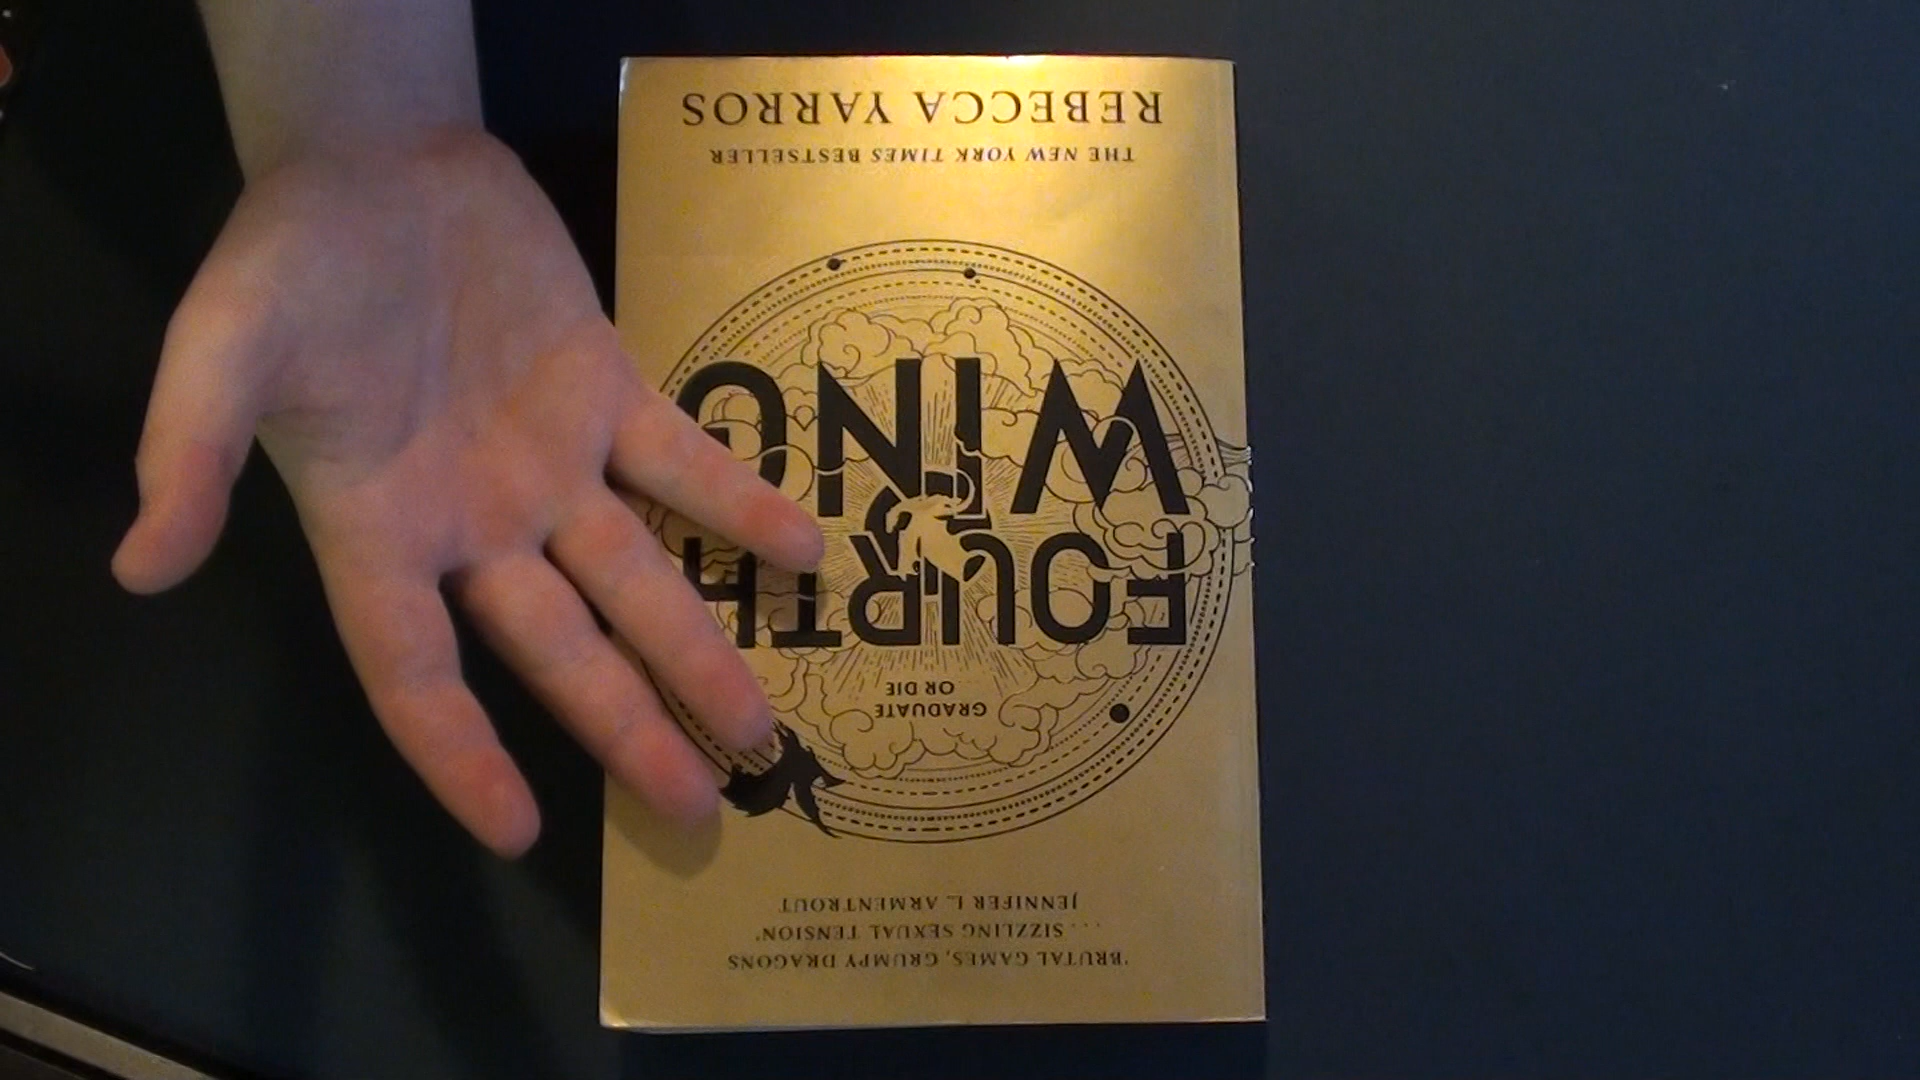 'BRUTAL GAMES, GRUMPY DRAGONS
... SIZZLING SEXUAL TENSION'
JENNIFER L. ARMENTROUT
GRADUATE
OR DIE
FOURTH
WING
THE NEW YORK TIMES BESTSELLER
REBECCA YARROS